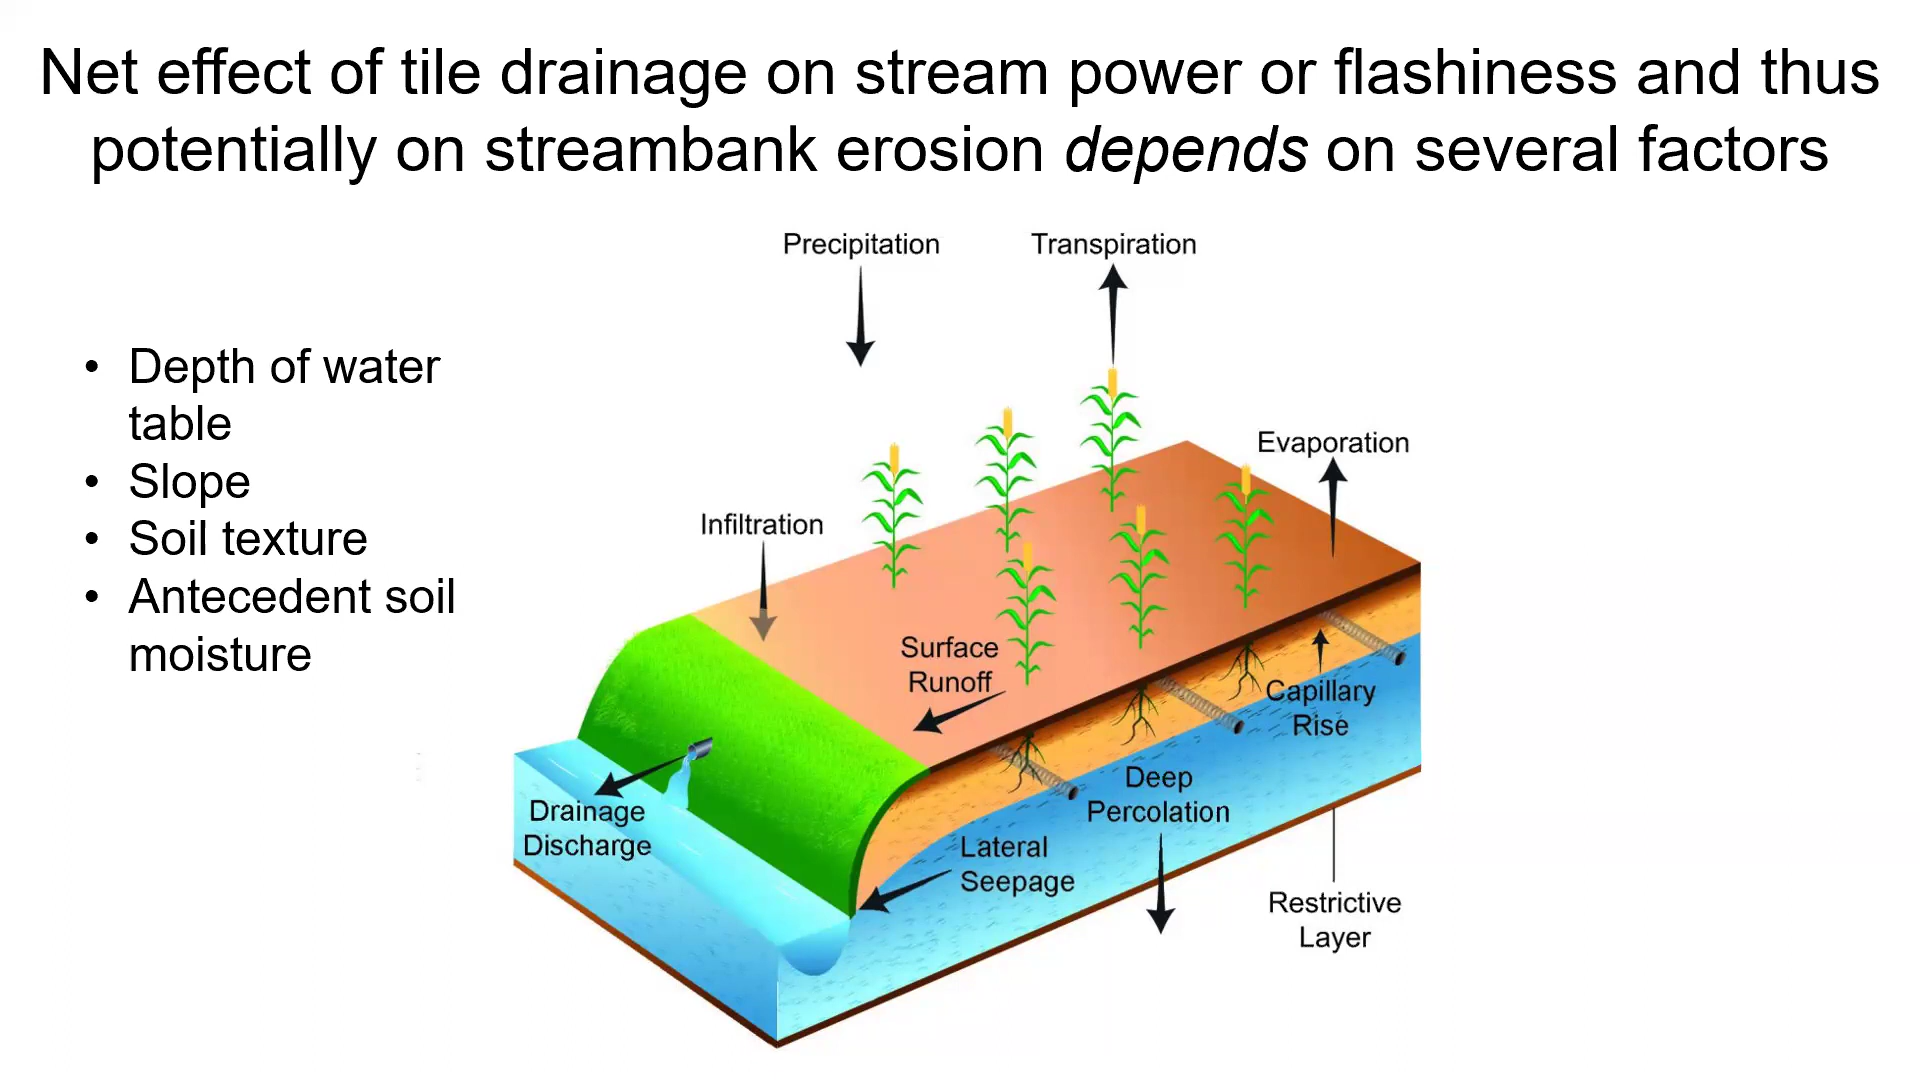 Net effect of tile drainage on stream power or flashiness and thus
potentially on streambank erosion depends on several factors
• Depth of water
table
• Slope
• Soil texture
• Antecedent soil
moisture
Precipitation
Transpiration
Evaporation
Infiltration
Surface
Runoff
Capillary
Rise
Drainage
Discharge
Deep
Percolation
Lateral
Seepage
Restrictive
Layer